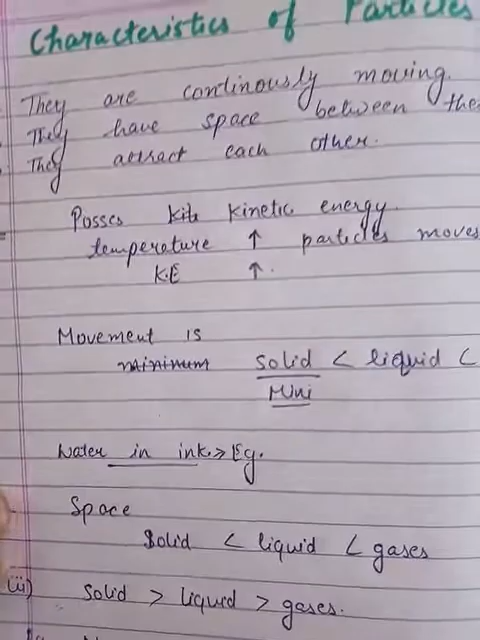 Characteristics of Particles
They are continously moving.
They have space between the
They attract each other.
Posses kite kinetic energy.
temperature ↑ particles moves
K.E ↑.
Movement is
minimum solid < liquid <
Mini
Water in ink > Eg.
Space
Solid < liquid < gases
iii) Solid > liquid > gases.